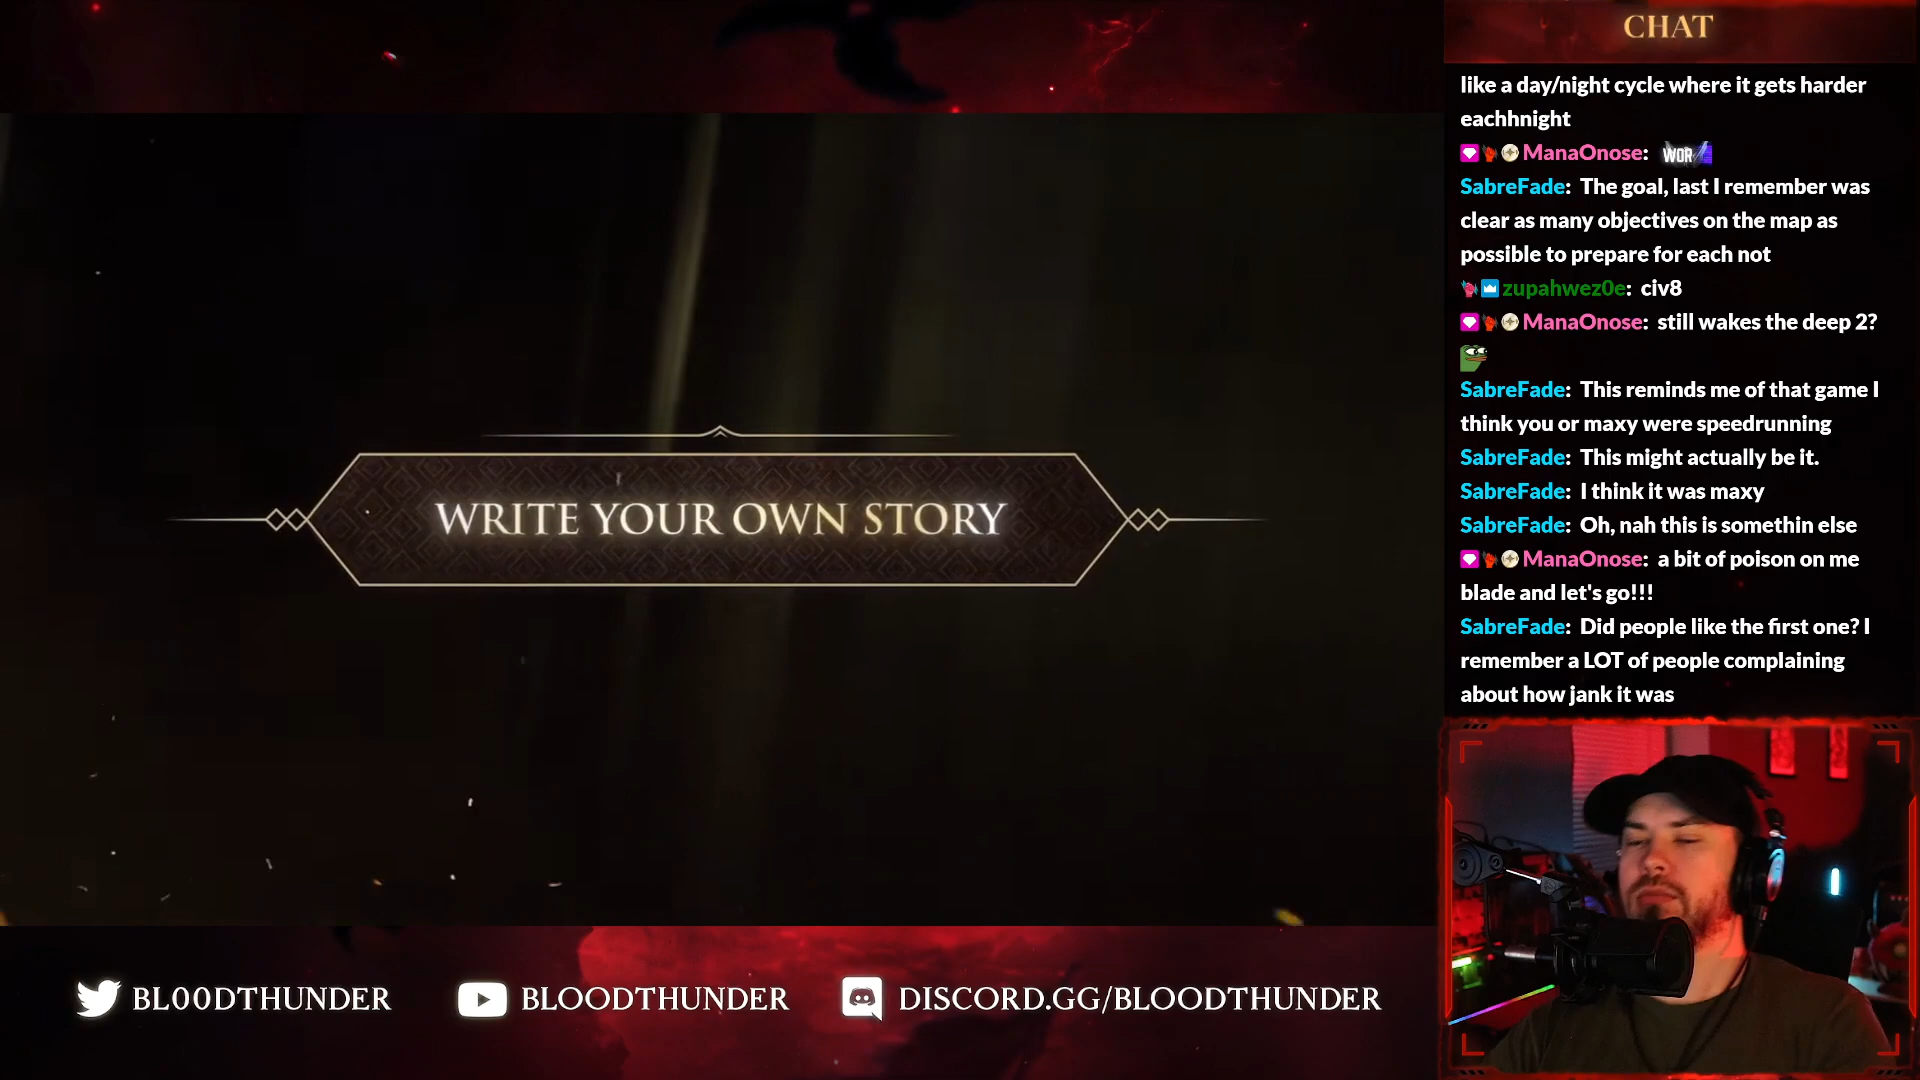 CHAT
like a day/night cycle where it gets harder
eachhnight
ManaOnose: WOR
SabreFade: The goal, last I remember was
clear as many objectives on the map as
possible to prepare for each not
zupahwez0e: civ8
ManaOnose: still wakes the deep 2?
SabreFade: This reminds me of that game I
think you or maxy were speedrunning
SabreFade: This might actually be it.
SabreFade: I think it was maxy
SabreFade: Oh, nah this is somethin else
ManaOnose: a bit of poison on me
blade and let's go!!!
SabreFade: Did people like the first one? I
remember a LOT of people complaining
about how jank it was
WRITE YOUR OWN STORY
BL00DTHUNDER
BLOODTHUNDER
DISCORD.GG/BLOODTHUNDER